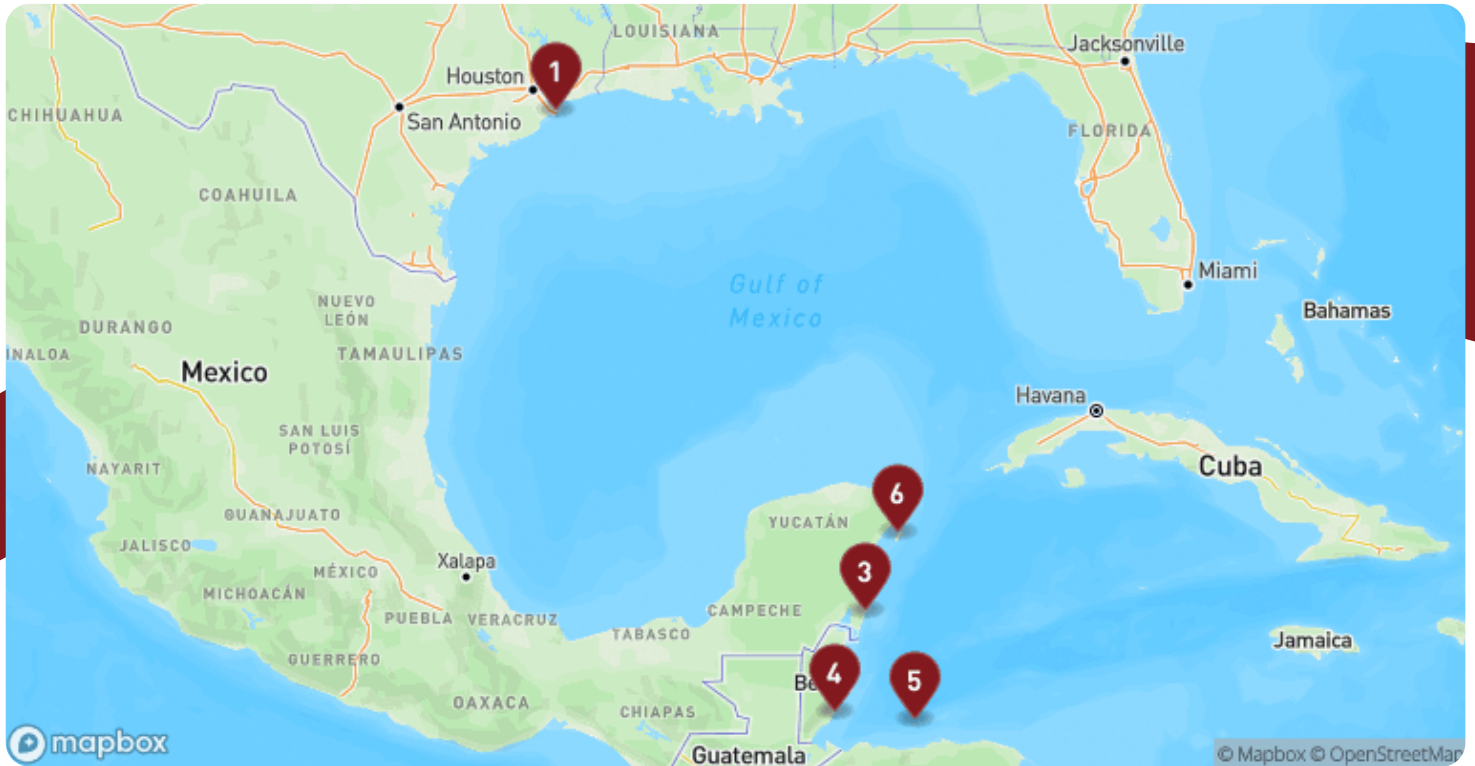 LOUISIANA
Jacksonville
Houston
1
CHIHUAHUA
San Antonio
FLORIDA
COAHUILA
Miami
Gulf of
Mexico
NUEVO
LEÓN
Bahamas
DURANGO
INALOA
TAMAULIPAS
Mexico
Havana
SAN LUIS
POTOSÍ
NAYARIT
Cuba
6
GUANAJUATO
YUCATÁN
JALISCO
Xalapa
MÉXICO
3
MICHOACÁN
PUEBLA
VERACRUZ
CAMPECHE
TABASCO
Jamaica
GUERRERO
4
Be
5
OAXACA
CHIAPAS
mapbox
Guatemala
© Mapbox © OpenStreetMap